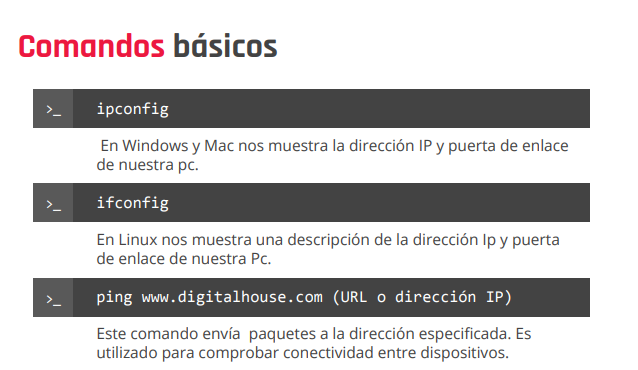 Comandos básicos
>_ ipconfig
En Windows y Mac nos muestra la dirección IP y puerta de enlace
de nuestra pc.
>_ ifconfig
En Linux nos muestra una descripción de la dirección Ip y puerta
de enlace de nuestra Pc.
>_ ping www.digitalhouse.com (URL o dirección IP)
Este comando envía  paquetes a la dirección especificada. Es
utilizado para comprobar conectividad entre dispositivos.